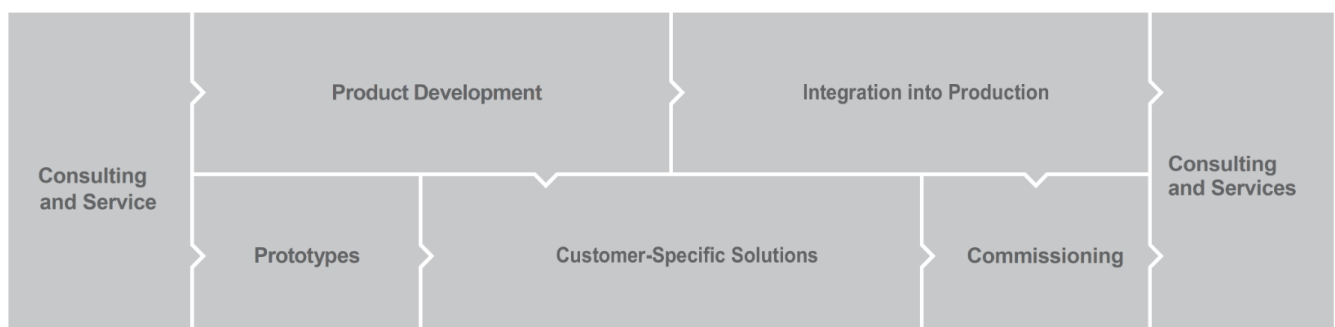 Consulting
and Service
Product Development
Integration into Production
Prototypes
Customer-Specific Solutions
Commissioning
Consulting
and Services